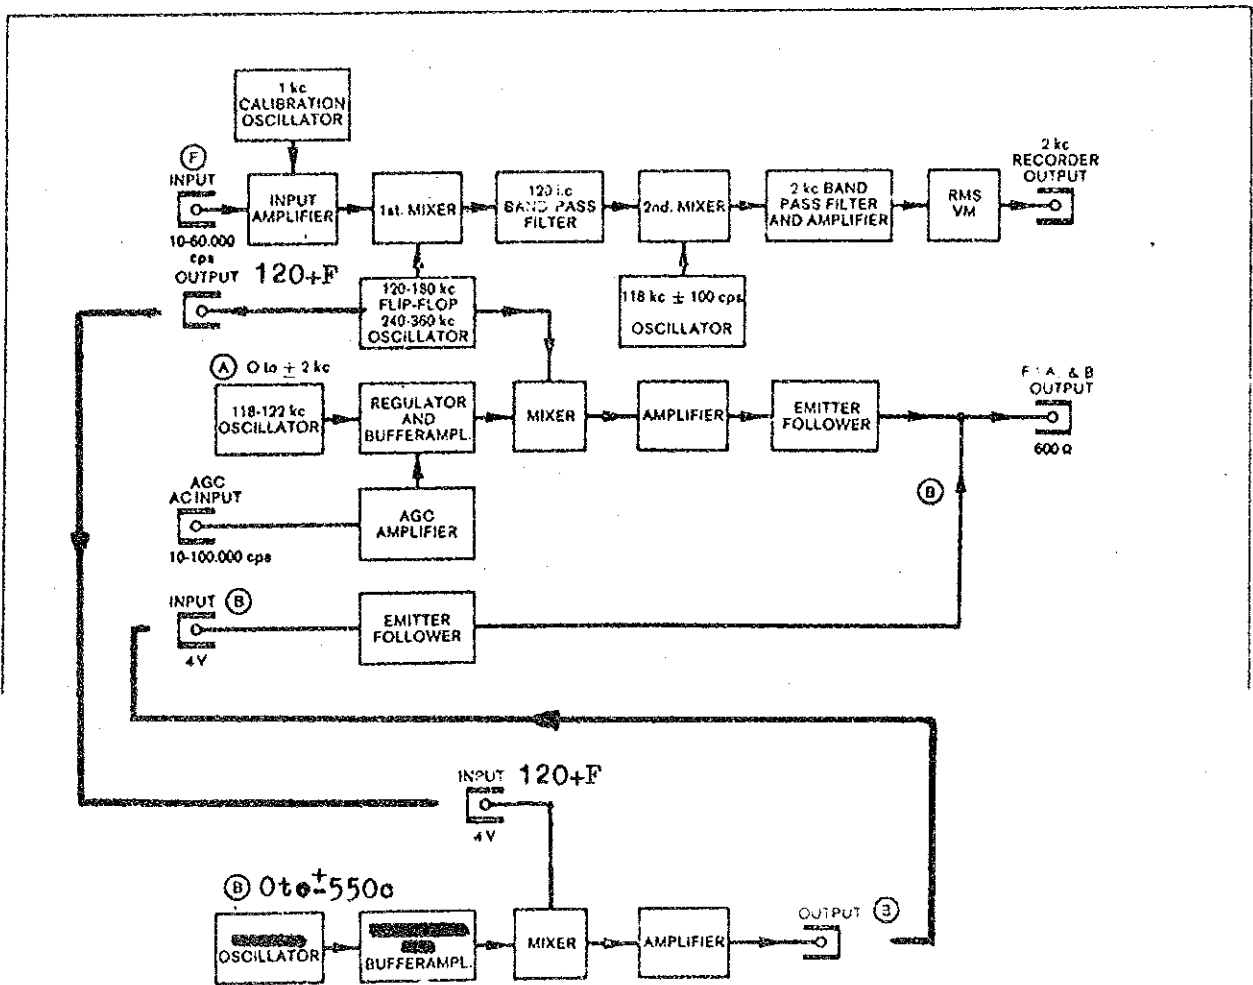 1 kc
CALIBRATION
OSCILLATOR
F
INPUT
10-60.000
cps
INPUT
AMPLIFIER
1st. MIXER
120 kc
BAND PASS
FILTER
2nd. MIXER
2 kc BAND
PASS FILTER
AND AMPLIFIER
RMS
VM
2 kc
RECORDER
OUTPUT
OUTPUT 120+F
120-180 kc
FLIP-FLOP
240-360 kc
OSCILLATOR
118 kc ± 100 cps
OSCILLATOR
A 0 to ± 2 kc
118-122 kc
OSCILLATOR
REGULATOR
AND
BUFFERAMPL.
MIXER
AMPLIFIER
EMITTER
FOLLOWER
F A & B
OUTPUT
600 Ω
B
AGC
AC INPUT
10-100.000 cps
AGC
AMPLIFIER
INPUT B
4V
EMITTER
FOLLOWER
INPUT 120+F
4V
B 0to±550c
OSCILLATOR
BUFFERAMPL.
MIXER
AMPLIFIER
OUTPUT B